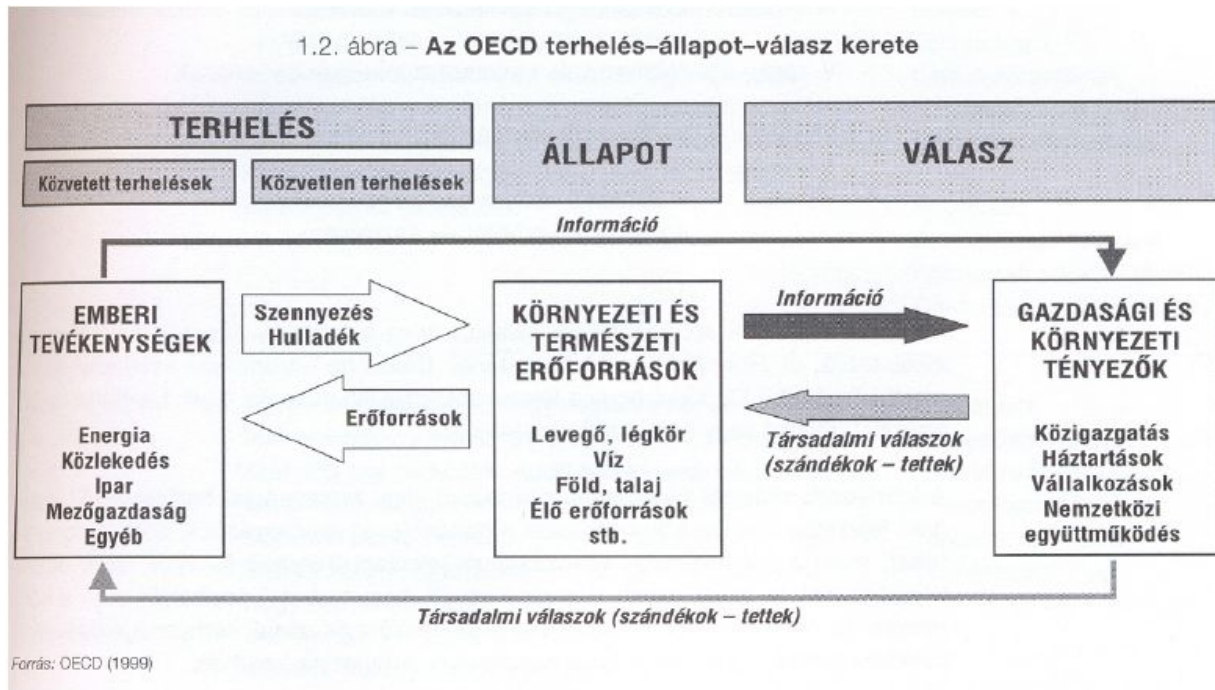 1.2. ábra – Az OECD terhelés–állapot–válasz kerete
TERHELÉS
Közvetett terhelések
Közvetlen terhelések
ÁLLAPOT
VÁLASZ
Információ
EMBERI
TEVÉKENYSÉGEK
Energia
Közlekedés
Ipar
Mezőgazdaság
Egyéb
Szennyezés
Hulladék
Erőforrások
KÖRNYEZETI ÉS
TERMÉSZETI
ERŐFORRÁSOK
Levegő, légkör
Víz
Föld, talaj
Élő erőforrások
stb.
Információ
Társadalmi válaszok
(szándékok – tettek)
GAZDASÁGI ÉS
KÖRNYEZETI
TÉNYEZŐK
Közigazgatás
Háztartások
Vállalkozások
Nemzetközi
együttműködés
Társadalmi válaszok (szándékok – tettek)
Forrás: OECD (1999)